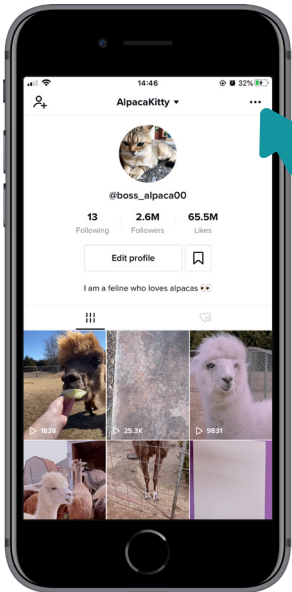 14:46
32%
AlpacaKitty
@boss_alpaca00
13 2.6M 65.5M
Following Followers Likes
Edit profile
I am a feline who loves alpacas 👀
1838 25.3K 9831